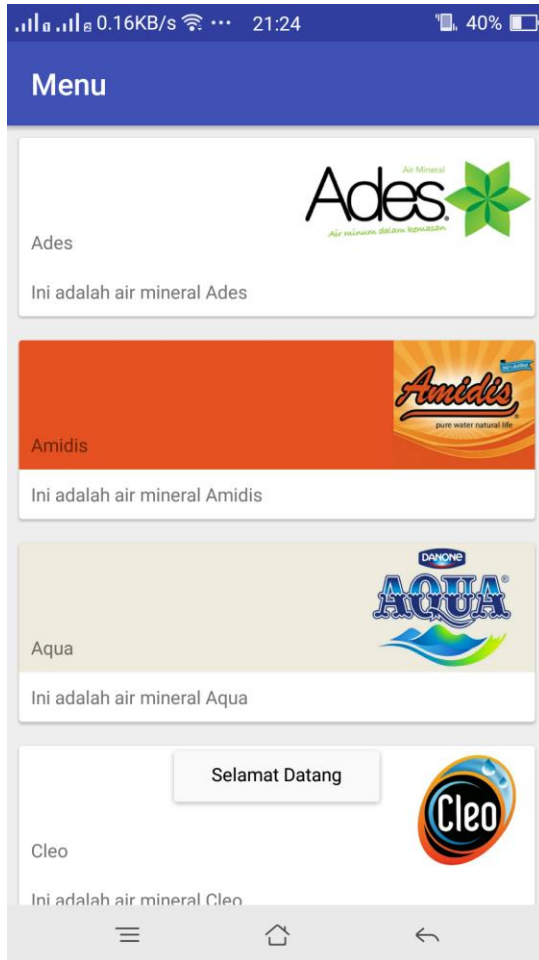 0.16KB/s ... 21:24 40%
Menu
Air Mineral
Ades
Air minum dalam kemasan
Ades
Ini adalah air mineral Ades
Amidis
pure water natural life
Amidis
Ini adalah air mineral Amidis
DANONE
AQUA
Aqua
Ini adalah air mineral Aqua
Selamat Datang
Cleo
Cleo
Ini adalah air mineral Cleo